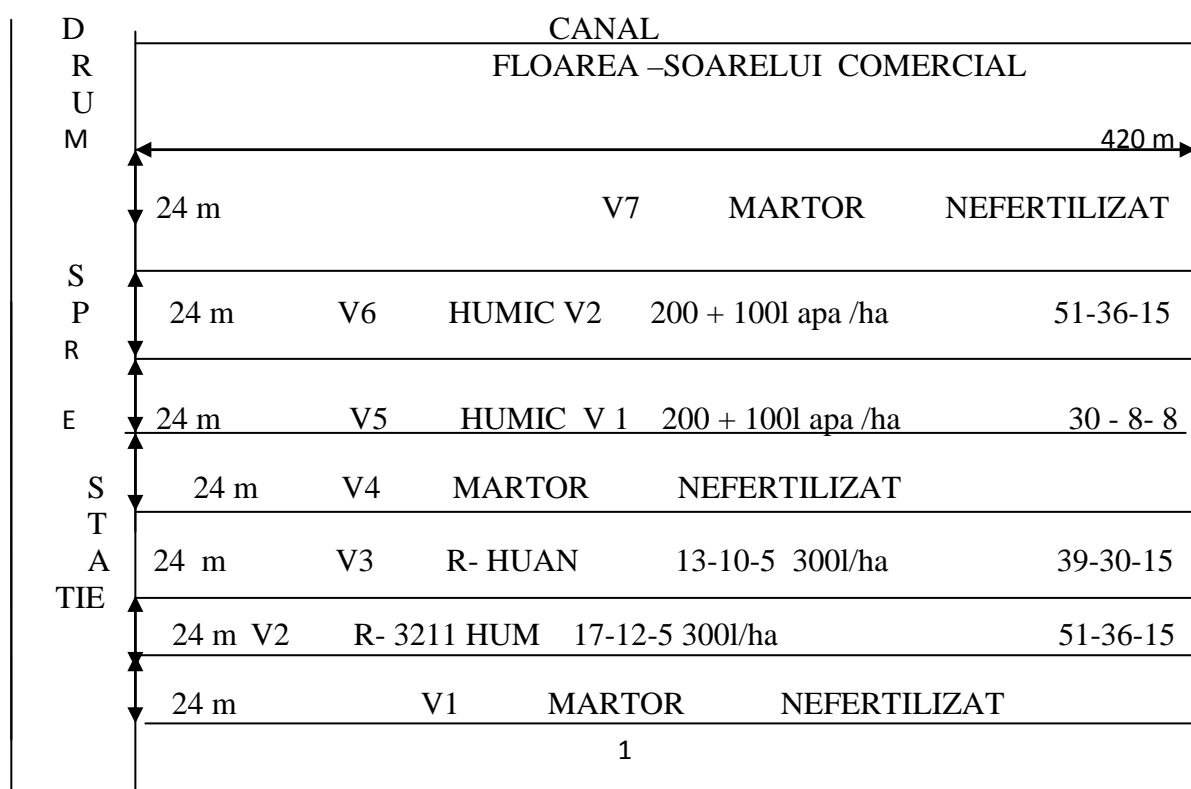 DRUM SPRE STATIE
CANAL
FLOAREA –SOARELUI COMERCIAL
420 m
24 m V7 MARTOR NEFERTILIZAT
24 m V6 HUMIC V2 200 + 100l apa /ha 51-36-15
24 m V5 HUMIC V 1 200 + 100l apa /ha 30 - 8- 8
24 m V4 MARTOR NEFERTILIZAT
24 m V3 R- HUAN 13-10-5 300l/ha 39-30-15
24 m V2 R- 3211 HUM 17-12-5 300l/ha 51-36-15
24 m V1 MARTOR NEFERTILIZAT
1